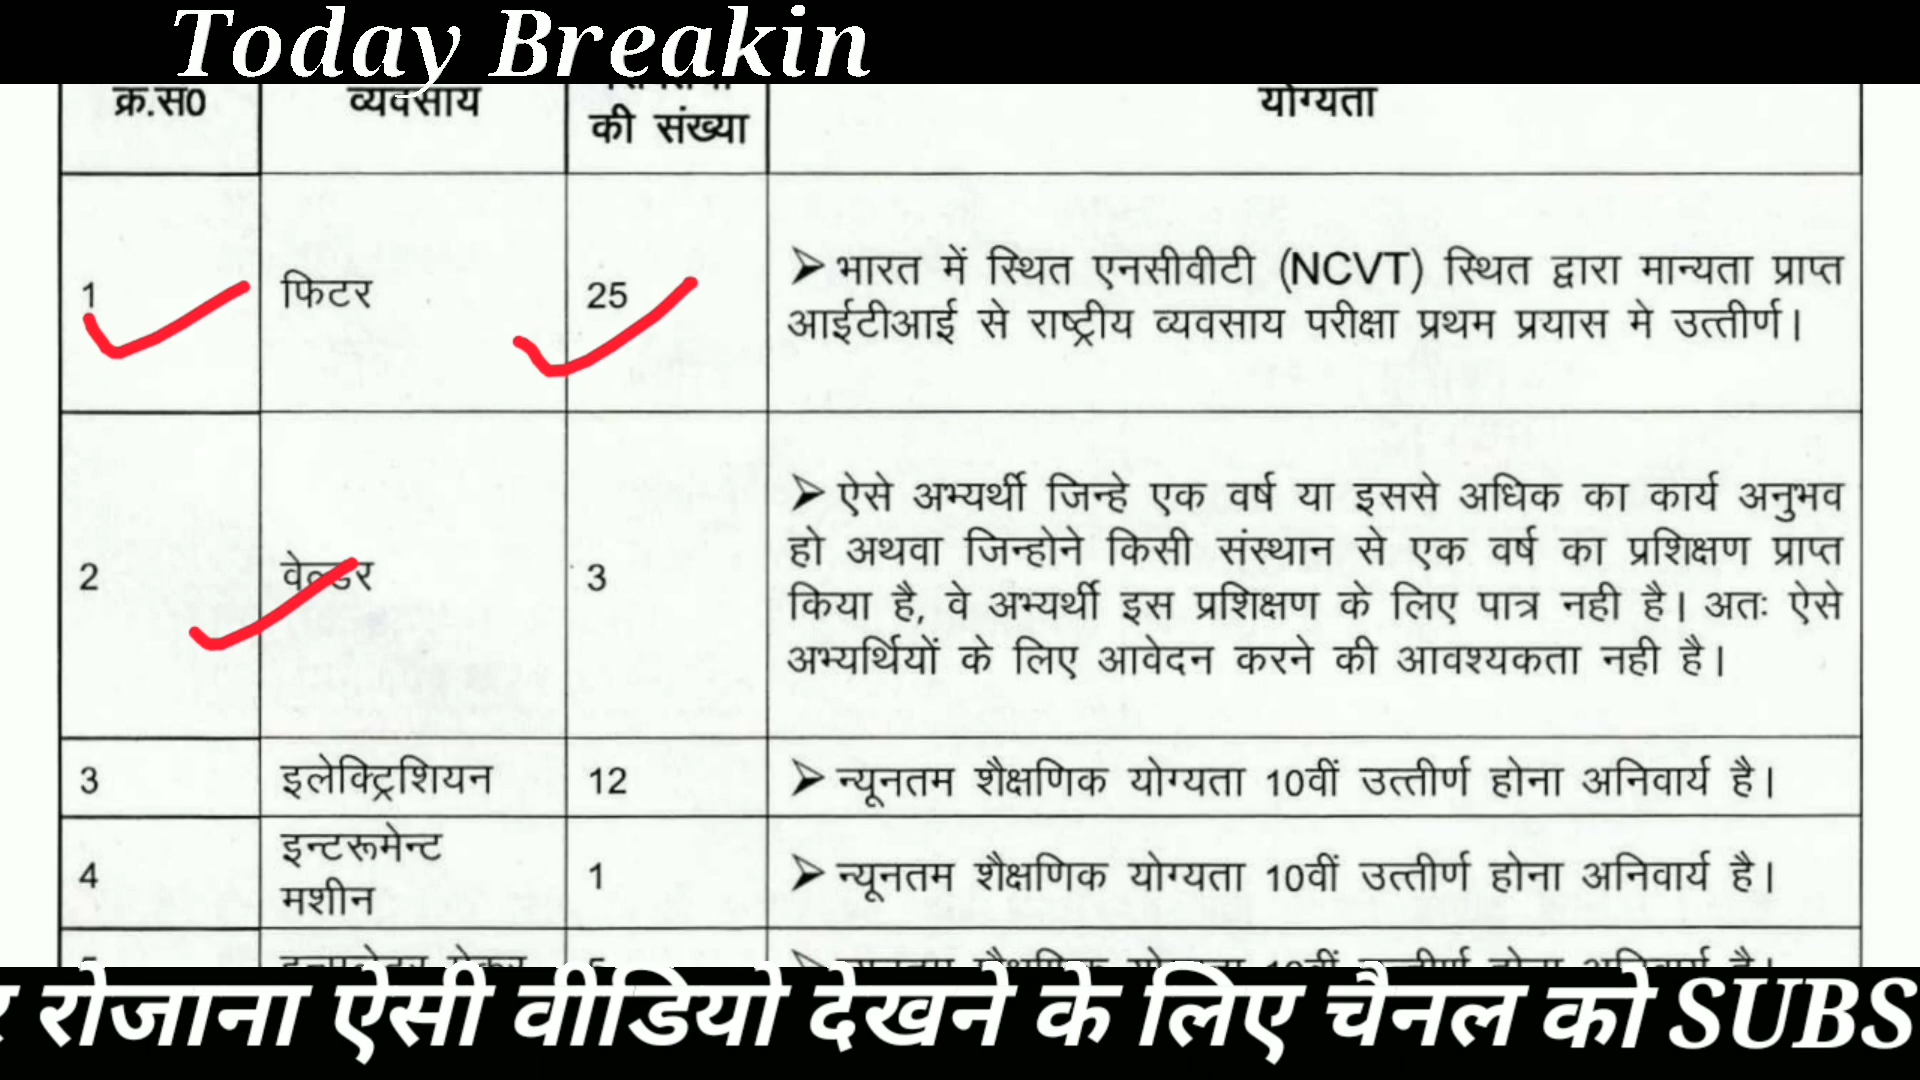 Today Breakin
क्र.स0 व्यवसाय की संख्या योग्यता
1 फिटर 25 ➢ भारत में स्थित एनसीवीटी (NCVT) स्थित द्वारा मान्यता प्राप्त
आईटीआई से राष्ट्रीय व्यवसाय परीक्षा प्रथम प्रयास मे उत्तीर्ण।
2 वेल्डर 3 ➢ ऐसे अभ्यर्थी जिन्हे एक वर्ष या इससे अधिक का कार्य अनुभव
हो अथवा जिन्होने किसी संस्थान से एक वर्ष का प्रशिक्षण प्राप्त
किया है, वे अभ्यर्थी इस प्रशिक्षण के लिए पात्र नही है। अतः ऐसे
अभ्यर्थियों के लिए आवेदन करने की आवश्यकता नही है।
3 इलेक्ट्रिशियन 12 ➢ न्यूनतम शैक्षणिक योग्यता 10वीं उत्तीर्ण होना अनिवार्य है।
4 इन्टरूमेन्ट
मशीन 1 ➢ न्यूनतम शैक्षणिक योग्यता 10वीं उत्तीर्ण होना अनिवार्य है।
रोजाना ऐसी वीडियो देखने के लिए चैनल को SUBS